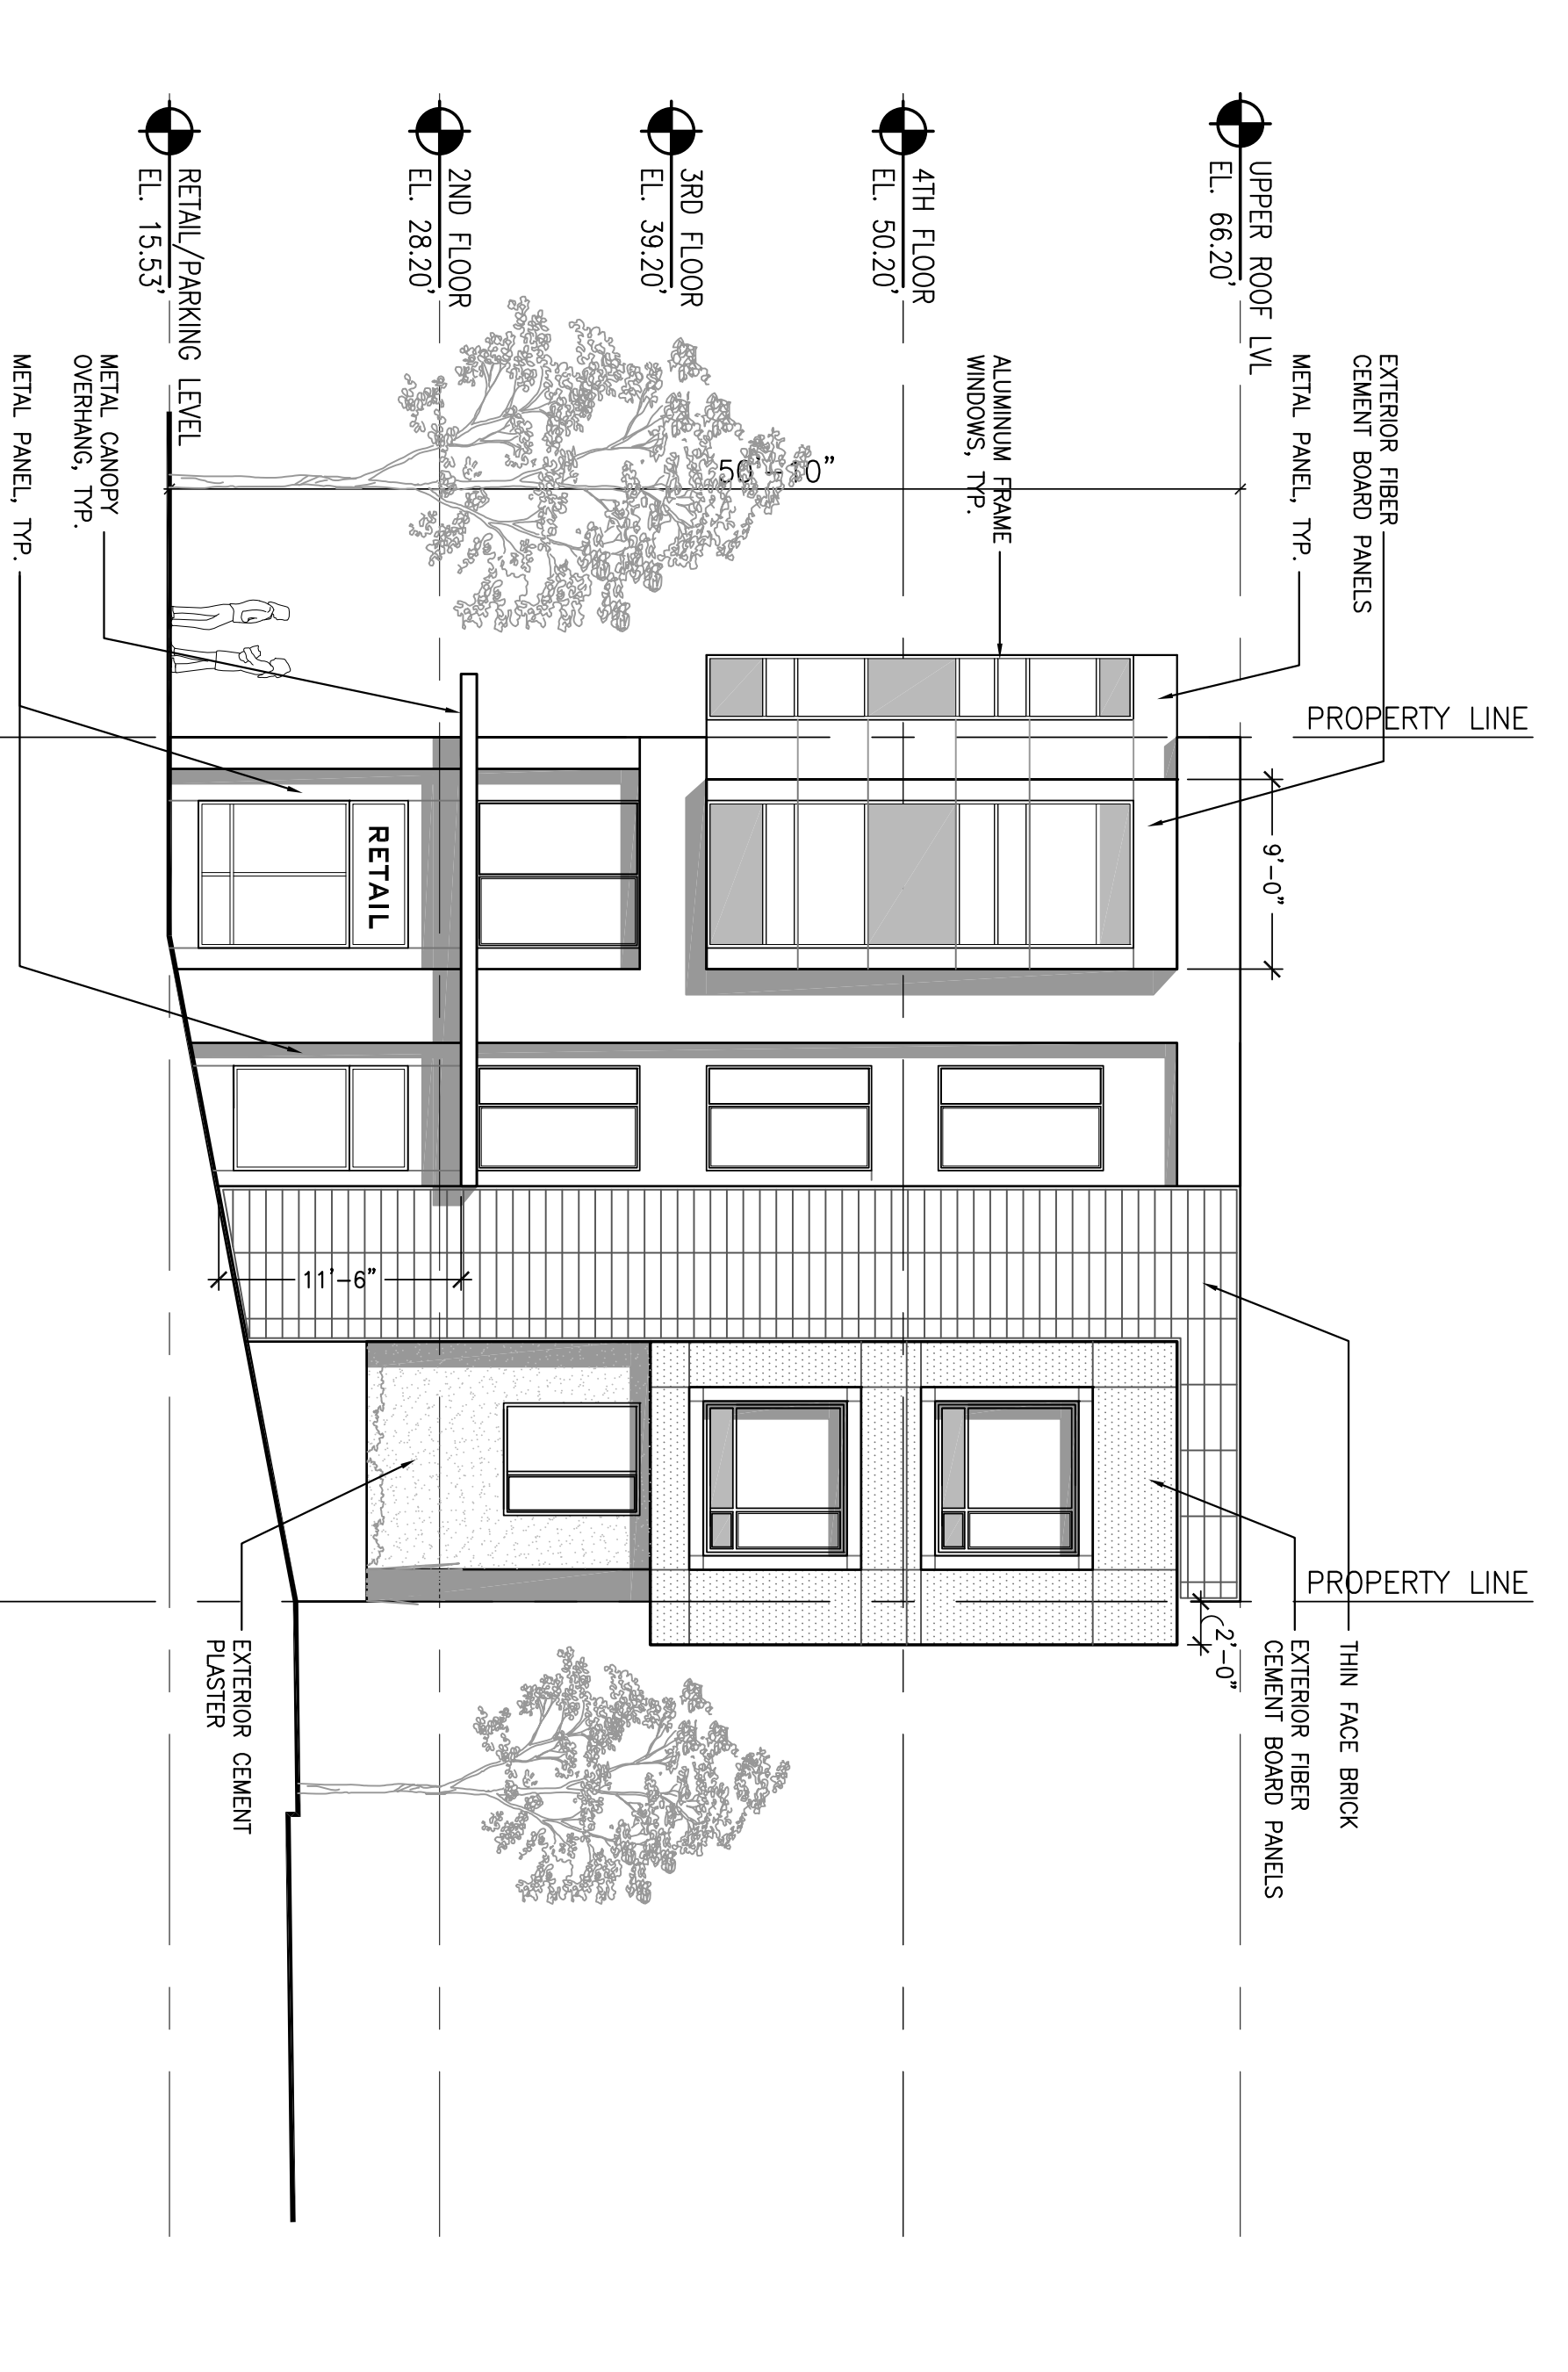 EXTERIOR FIBER
CEMENT BOARD PANELS
METAL PANEL, TYP.
UPPER ROOF LVL
EL. 66.20'
PROPERTY LINE
PROPERTY LINE
THIN FACE BRICK
EXTERIOR FIBER
CEMENT BOARD PANELS
9'-0"
2'-0"
ALUMINUM FRAME
WINDOWS, TYP.
4TH FLOOR
EL. 50.20'
50'-10"
3RD FLOOR
EL. 39.20'
2ND FLOOR
EL. 28.20'
RETAIL
11'-6"
EXTERIOR CEMENT
PLASTER
RETAIL/PARKING LEVEL
EL. 15.53'
METAL CANOPY
OVERHANG, TYP.
METAL PANEL, TYP.